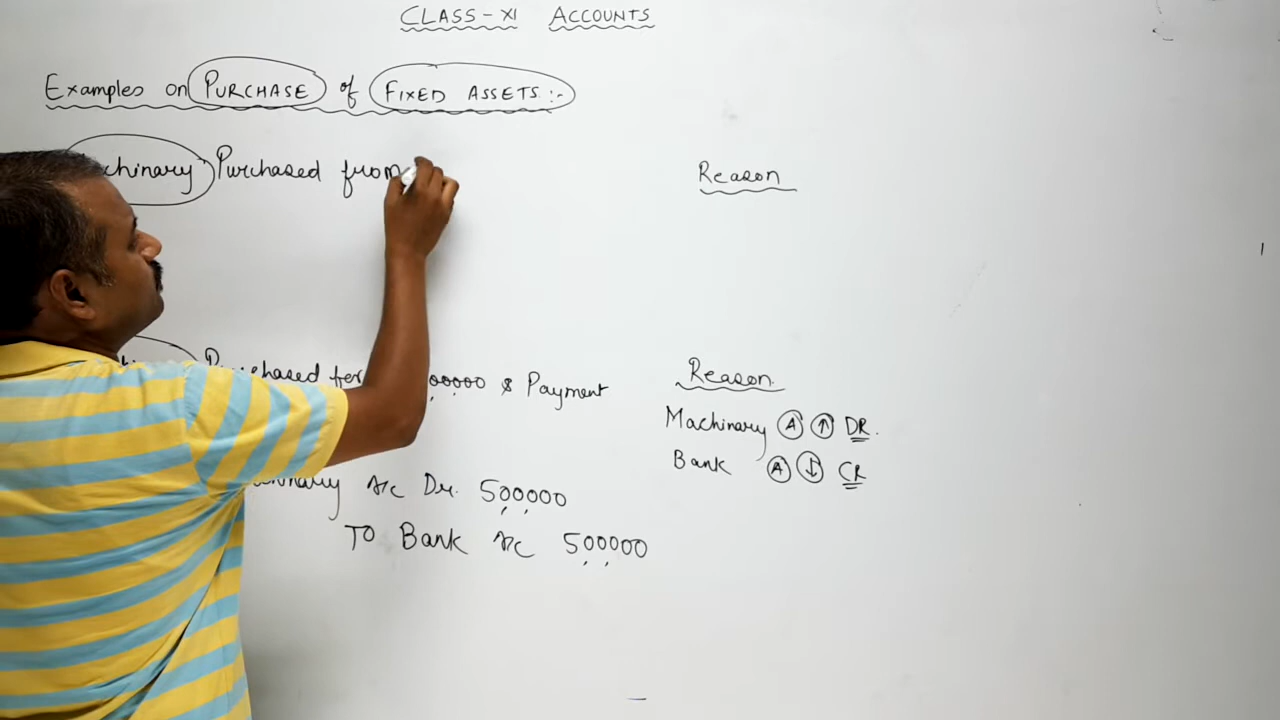 CLASS-XI ACCOUNTS
Examples on PURCHASE of FIXED ASSETS:-
chinary Purchased from
Reason
Purchased for 00000 & Payment
Reason
Machinary A ↑ DR.
Bank A ↓ CR
A/c Dr. 500000
TO Bank A/c 500000